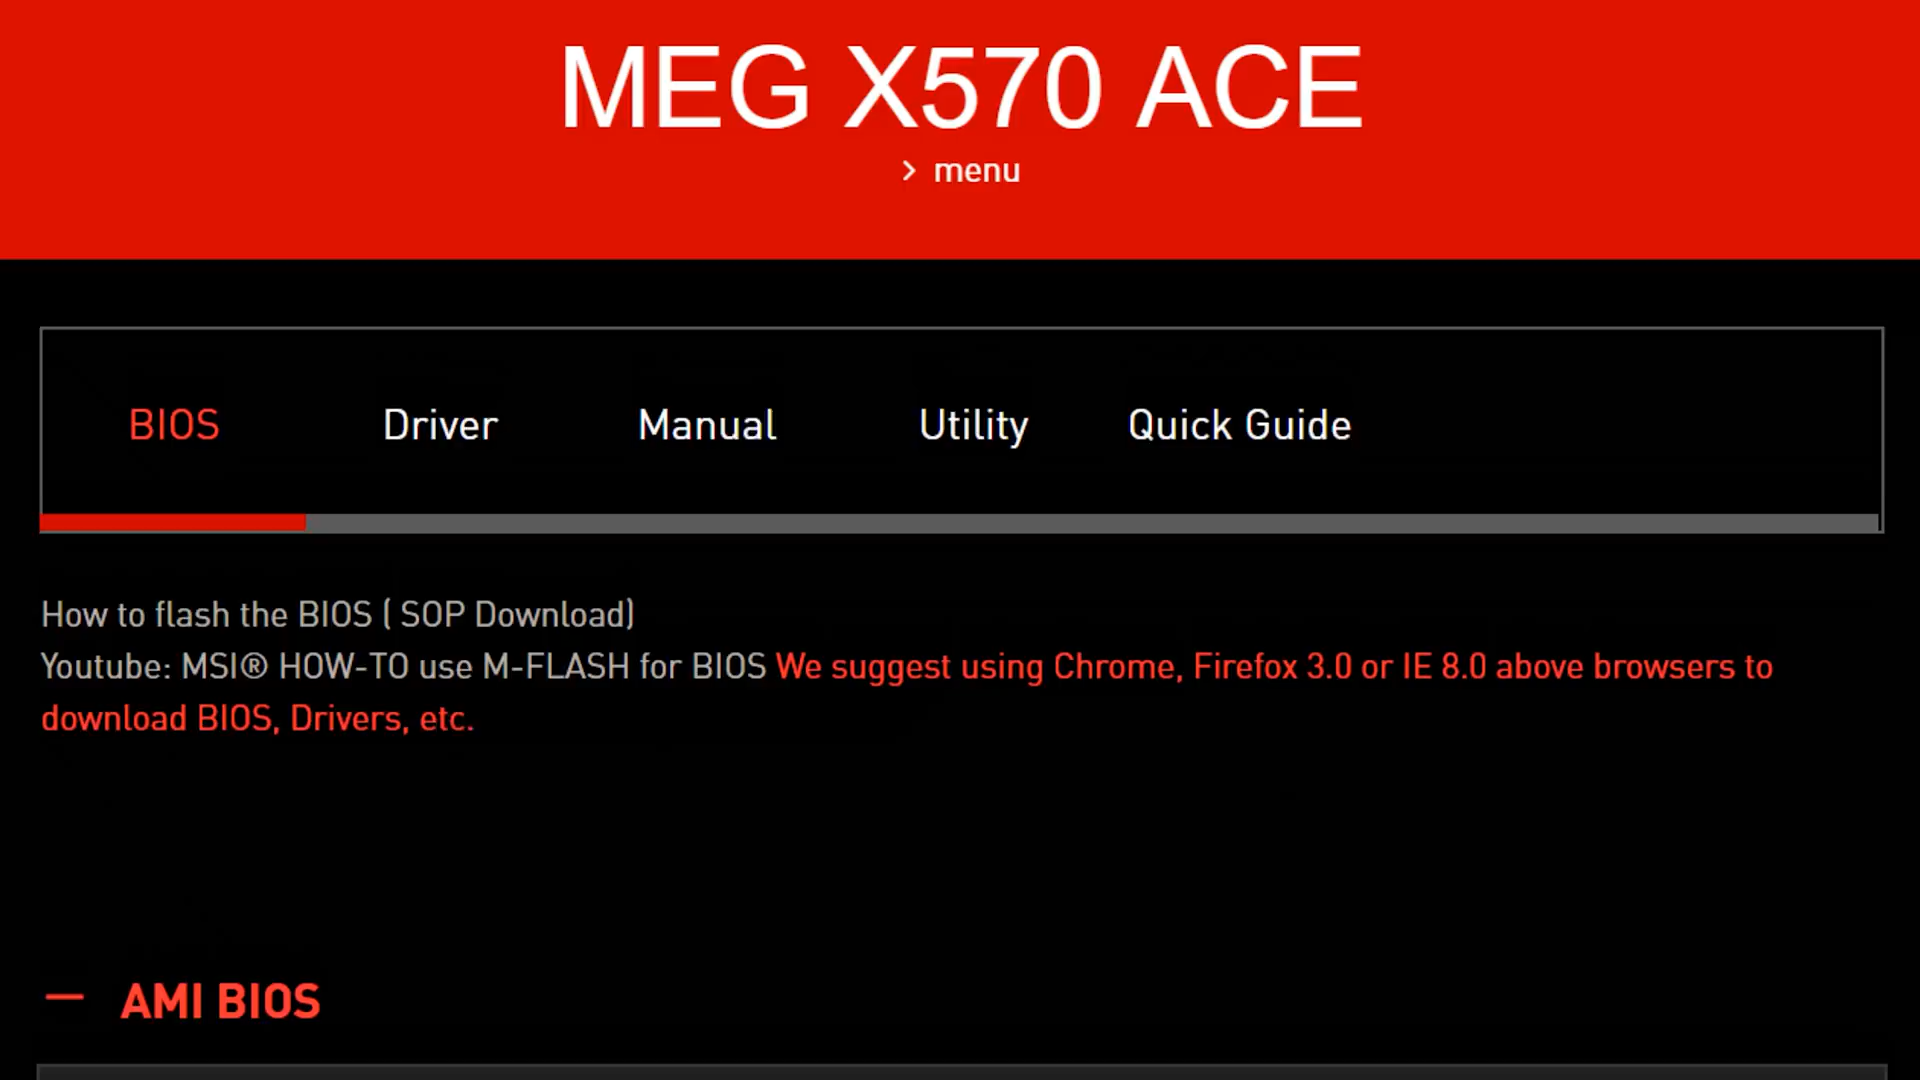 MEG X570 ACE
menu
BIOS Driver Manual Utility Quick Guide
How to flash the BIOS ( SOP Download)
Youtube: MSI® HOW-TO use M-FLASH for BIOS We suggest using Chrome, Firefox 3.0 or IE 8.0 above browsers to
download BIOS, Drivers, etc.
AMI BIOS